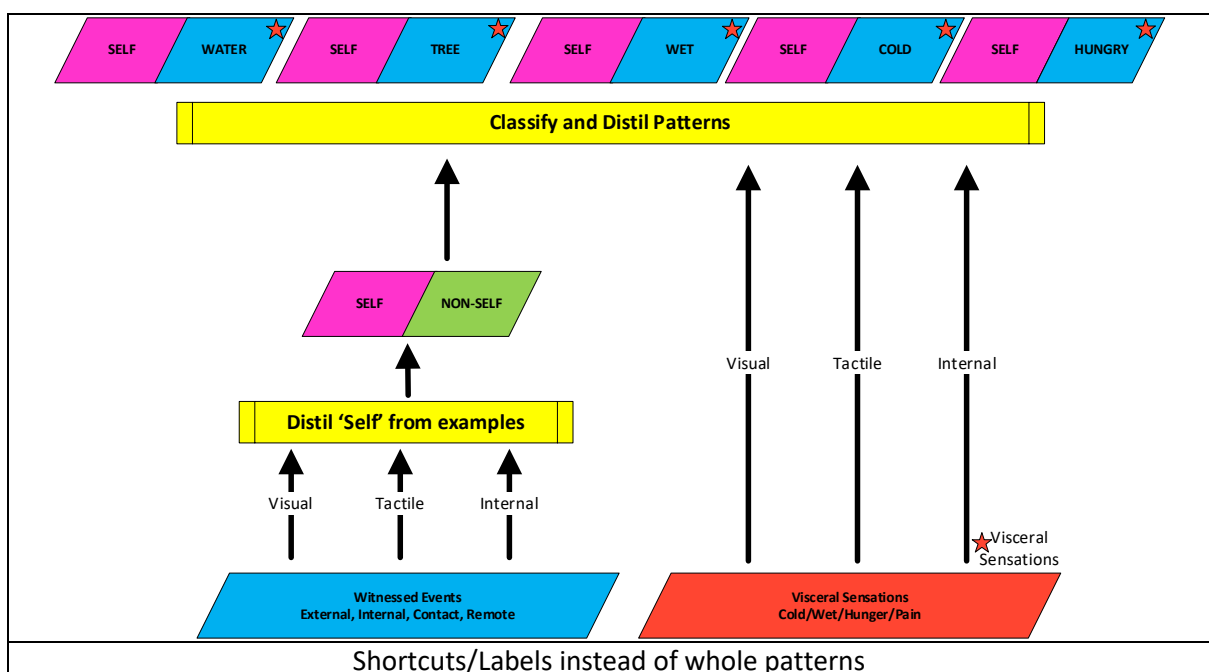 SELF WATER SELF TREE SELF WET SELF COLD SELF HUNGRY
Classify and Distil Patterns
SELF NON-SELF
Visual Tactile Internal
Distil ‘Self’ from examples
Visual Tactile Internal
Visceral
Sensations
Witnessed Events
External, Internal, Contact, Remote
Visceral Sensations
Cold/Wet/Hunger/Pain
Shortcuts/Labels instead of whole patterns